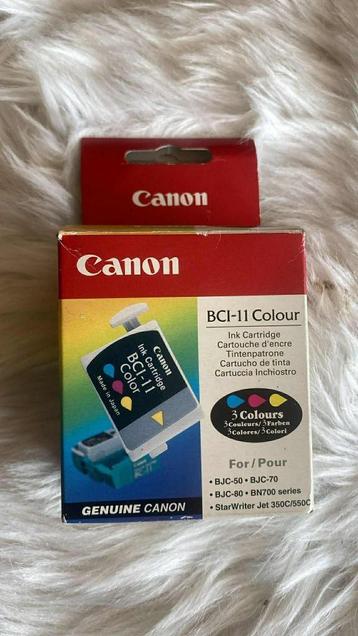 Canon
Canon
BCI-11 Colour
Ink Cartridge
Cartouche d'encre
Tintenpatrone
Cartucho de tinta
Cartuccia Inchiostro
Canon
Ink Cartridge
BCI-11
Color
Made in Japan
BCI-11
3 Colours
3 Couleurs/3 Farben
3 Colores/3 Colori
For/Pour
• BJC-50 • BJC-70
• BJC-80 • BN700 series
• StarWriter Jet 350C/550C
GENUINE CANON